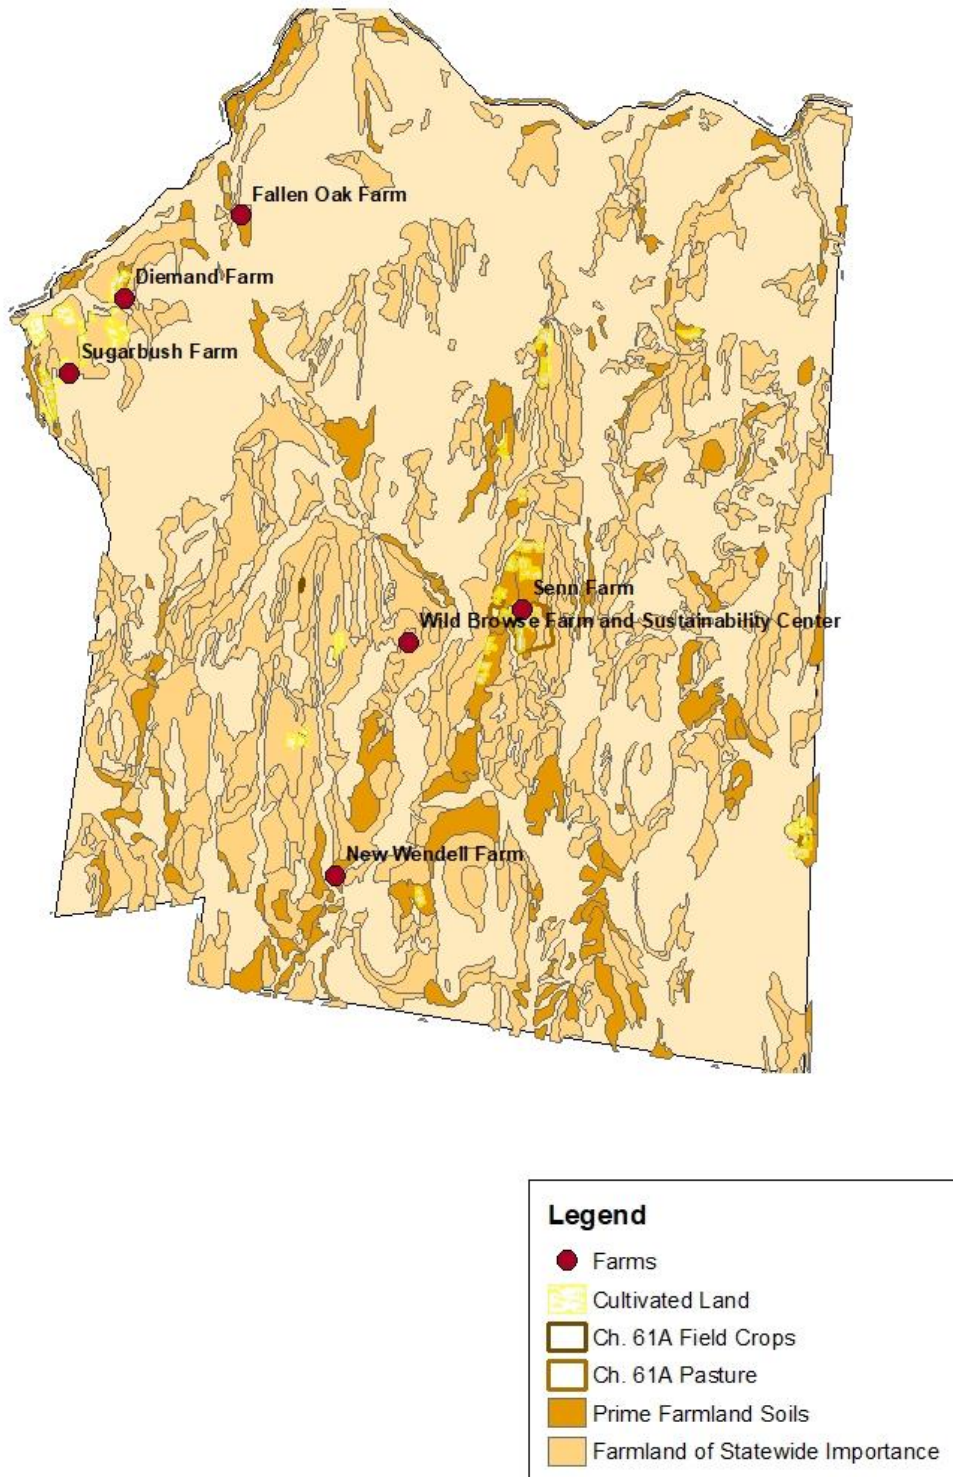 Fallen Oak Farm
Diemand Farm
Sugarbush Farm
Senn Farm
Wild Browse Farm and Sustainability Center
New Wendell Farm
Legend
Farms
Cultivated Land
Ch. 61A Field Crops
Ch. 61A Pasture
Prime Farmland Soils
Farmland of Statewide Importance